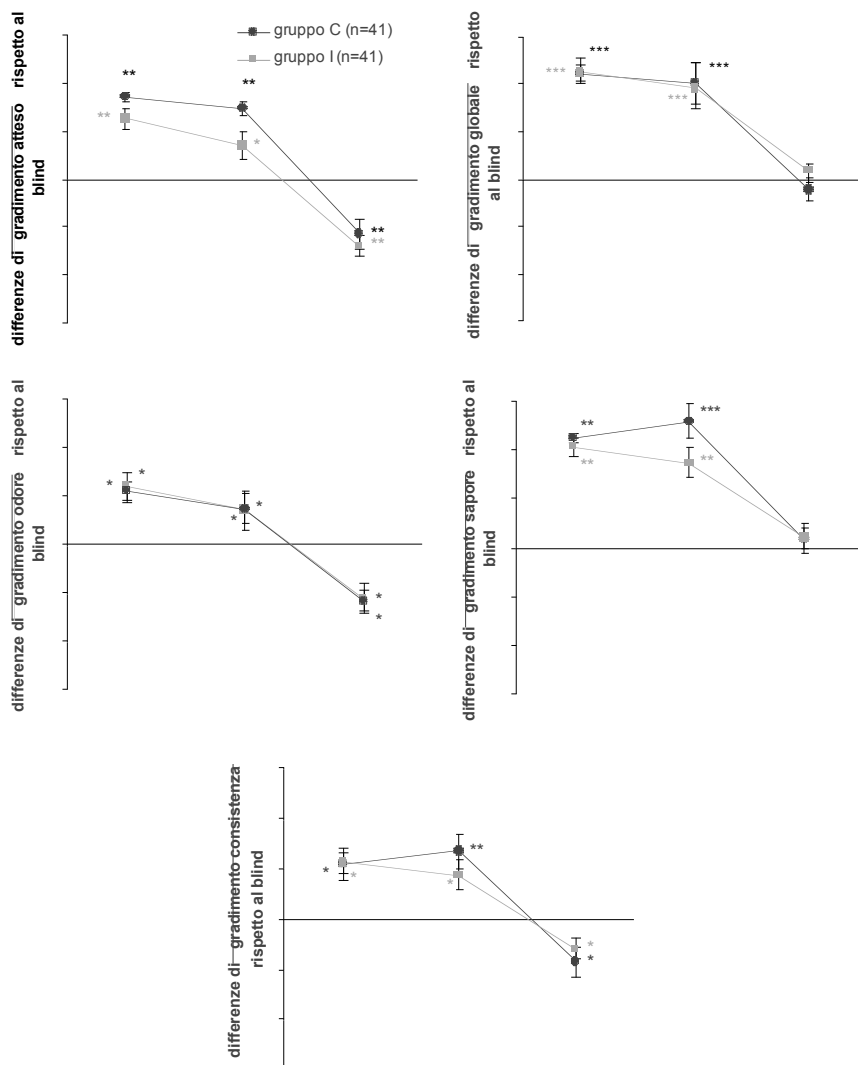 differenze di gradimento atteso rispetto al
blind
gruppo C (n=41)
gruppo I (n=41)
**
**
**
*
**
**
differenze di gradimento globale rispetto
al blind
***
***
***
***
differenze di gradimento odore rispetto al
blind
*
*
*
*
*
*
differenze di gradimento sapore rispetto al
blind
**
***
**
**
differenze di gradimento consistenza
rispetto al blind
**
*
*
*
*
*